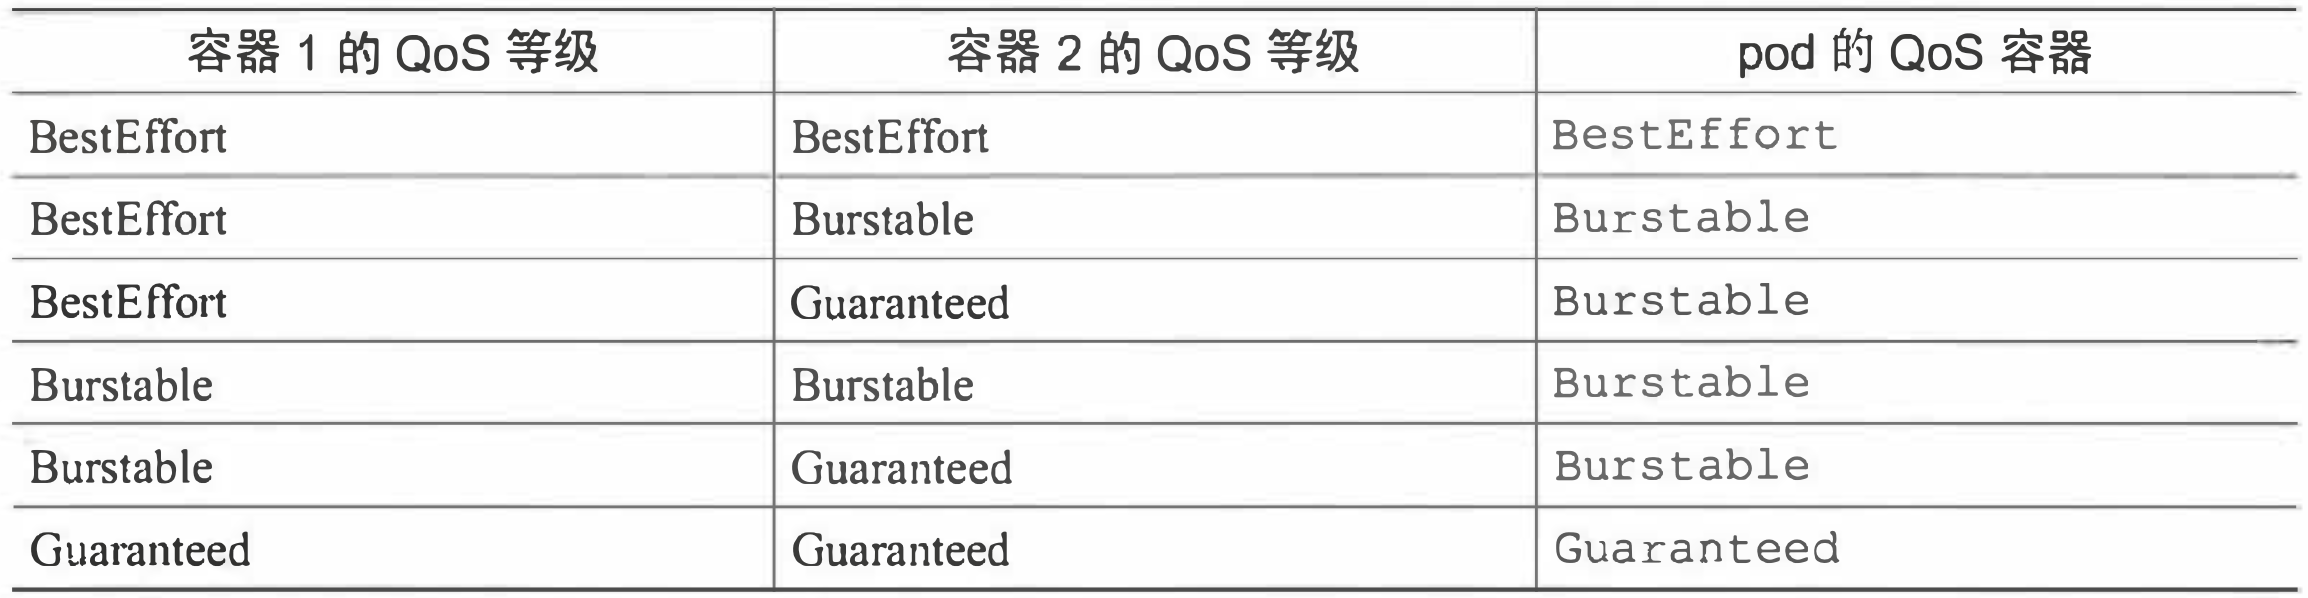 容器 1 的 QoS 等级 容器 2 的 QoS 等级 pod 的 QoS 容器
BestEffort BestEffort BestEffort
BestEffort Burstable Burstable
BestEffort Guaranteed Burstable
Burstable Burstable Burstable
Burstable Guaranteed Burstable
Guaranteed Guaranteed Guaranteed